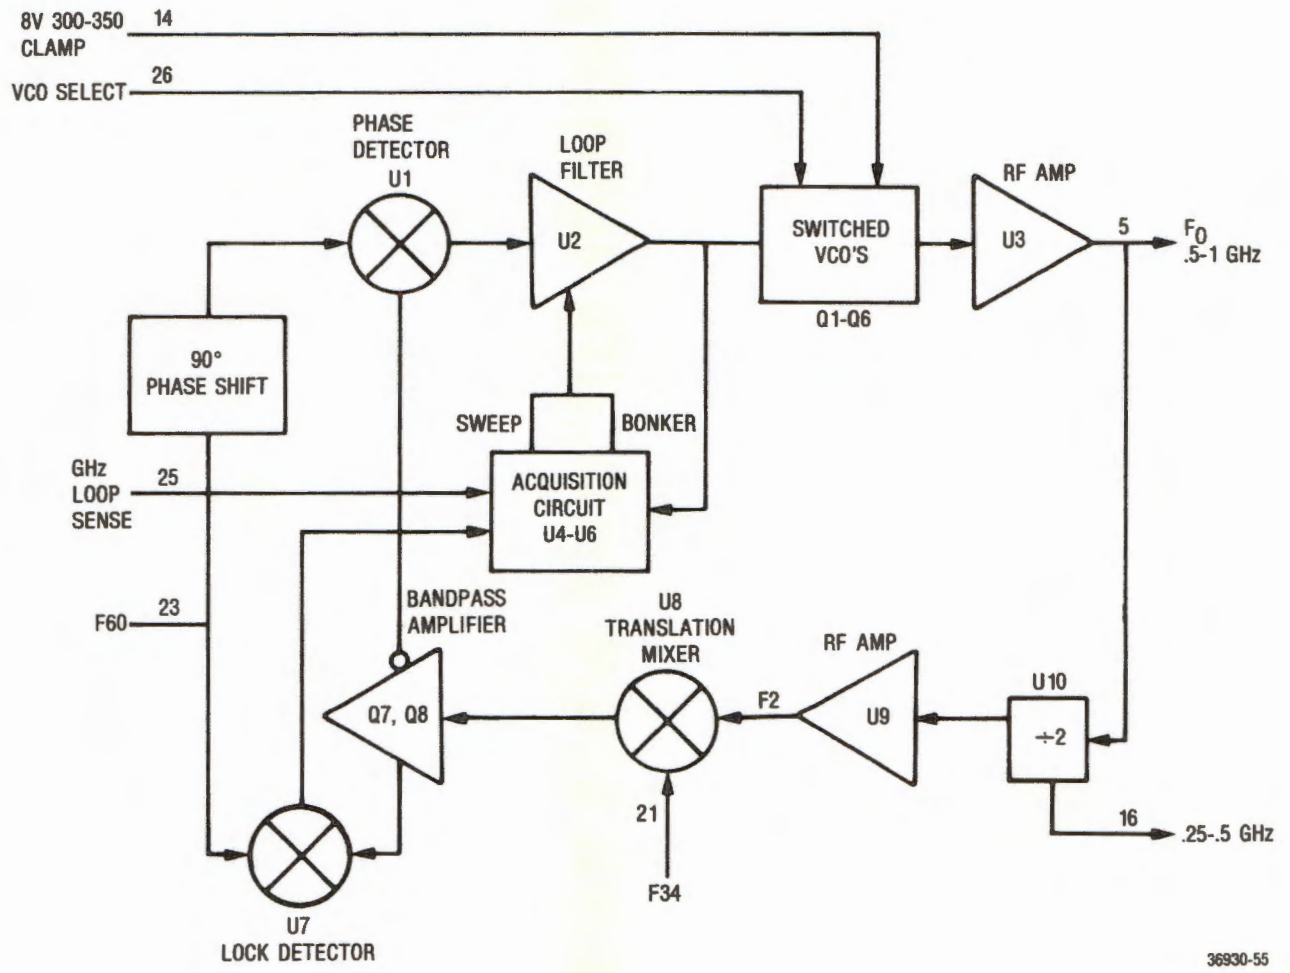 8V 300-350
CLAMP
14
VCO SELECT
26
PHASE
DETECTOR
U1
LOOP
FILTER
U2
SWITCHED
VCO'S
Q1-Q6
RF AMP
U3
5
FO
.5-1 GHz
90°
PHASE SHIFT
SWEEP
BONKER
GHz
LOOP
SENSE
25
ACQUISITION
CIRCUIT
U4-U6
F60
23
BANDPASS
AMPLIFIER
Q7, Q8
U8
TRANSLATION
MIXER
F2
RF AMP
U9
U10
÷2
21
F34
16
.25-.5 GHz
U7
LOCK DETECTOR
36930-55